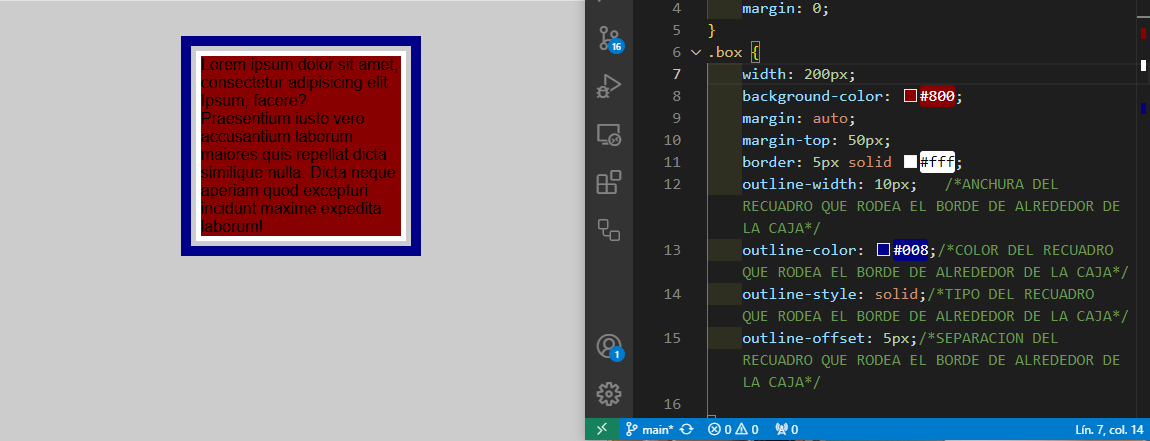 Lorem ipsum dolor sit amet,
consectetur adipisicing elit.
Ipsum, facere?
Praesentium iusto vero
accusantium laborum
maiores quis repellat dicta
similique nulla. Dicta neque
aperiam quod excepturi
incidunt maxime expedita
laborum!
4 margin: 0;
5 }
6 .box {
7 width: 200px;
8 background-color: #800;
9 margin: auto;
10 margin-top: 50px;
11 border: 5px solid #fff;
12 outline-width: 10px; /*ANCHURA DEL
RECUADRO QUE RODEA EL BORDE DE ALREDEDOR DE
LA CAJA*/
13 outline-color: #008;/*COLOR DEL RECUADRO
QUE RODEA EL BORDE DE ALREDEDOR DE LA CAJA*/
14 outline-style: solid;/*TIPO DEL RECUADRO
QUE RODEA EL BORDE DE ALREDEDOR DE LA CAJA*/
15 outline-offset: 5px;/*SEPARACION DEL
RECUADRO QUE RODEA EL BORDE DE ALREDEDOR DE
LA CAJA*/
16
16
1
main* 0 0 0 Lín. 7, col. 14